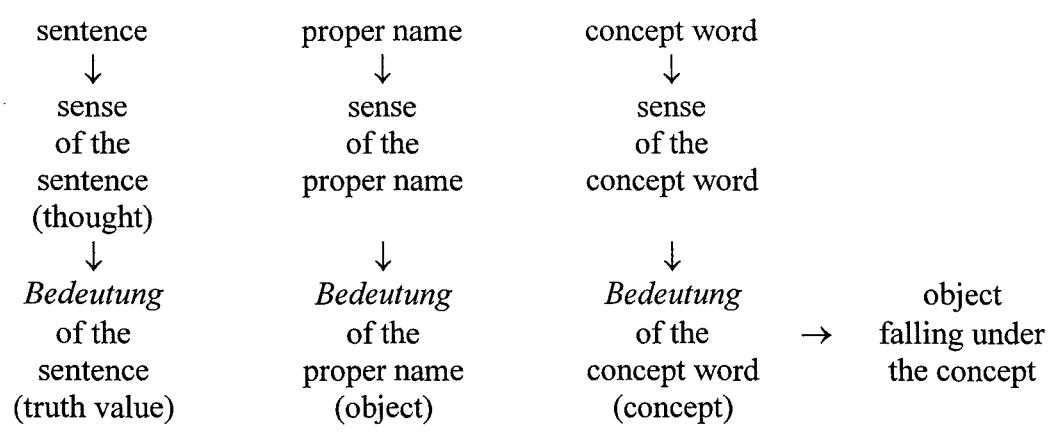 sentence proper name concept word
↓ ↓ ↓
sense sense sense
of the of the of the
sentence proper name concept word
(thought)
↓ ↓ ↓
Bedeutung Bedeutung Bedeutung object
of the of the of the → falling under
sentence proper name concept word the concept
(truth value) (object) (concept)